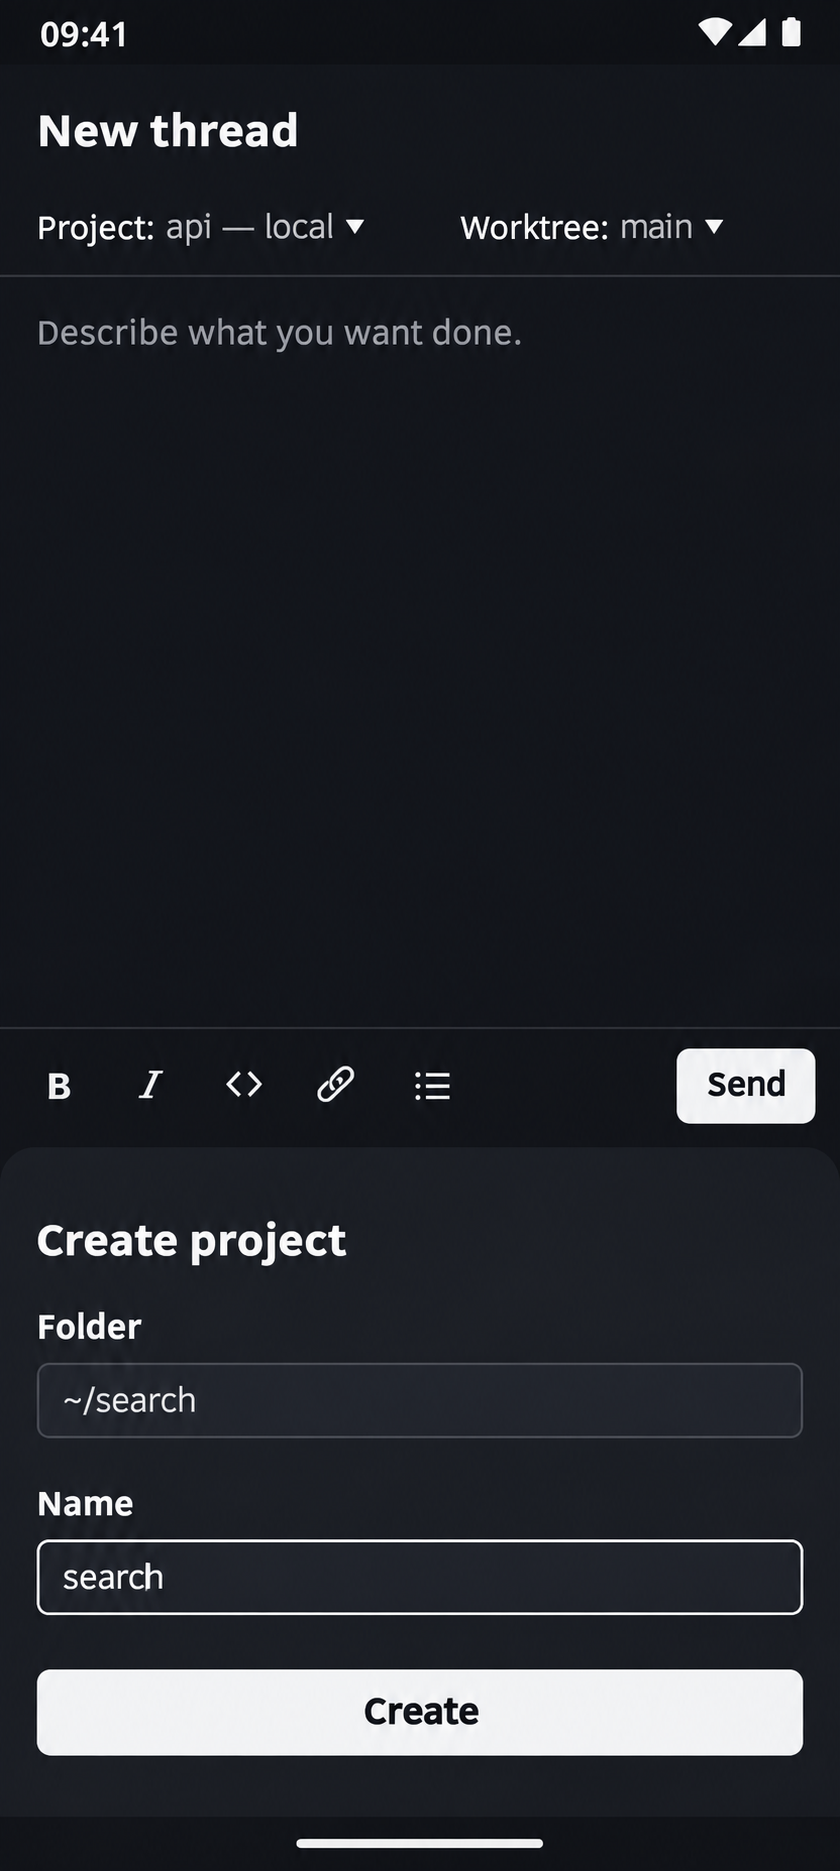 09:41
New thread
Project: api — local
Worktree: main
Describe what you want done.
B I <> Send
Create project
Folder
~/search
Name
search
Create